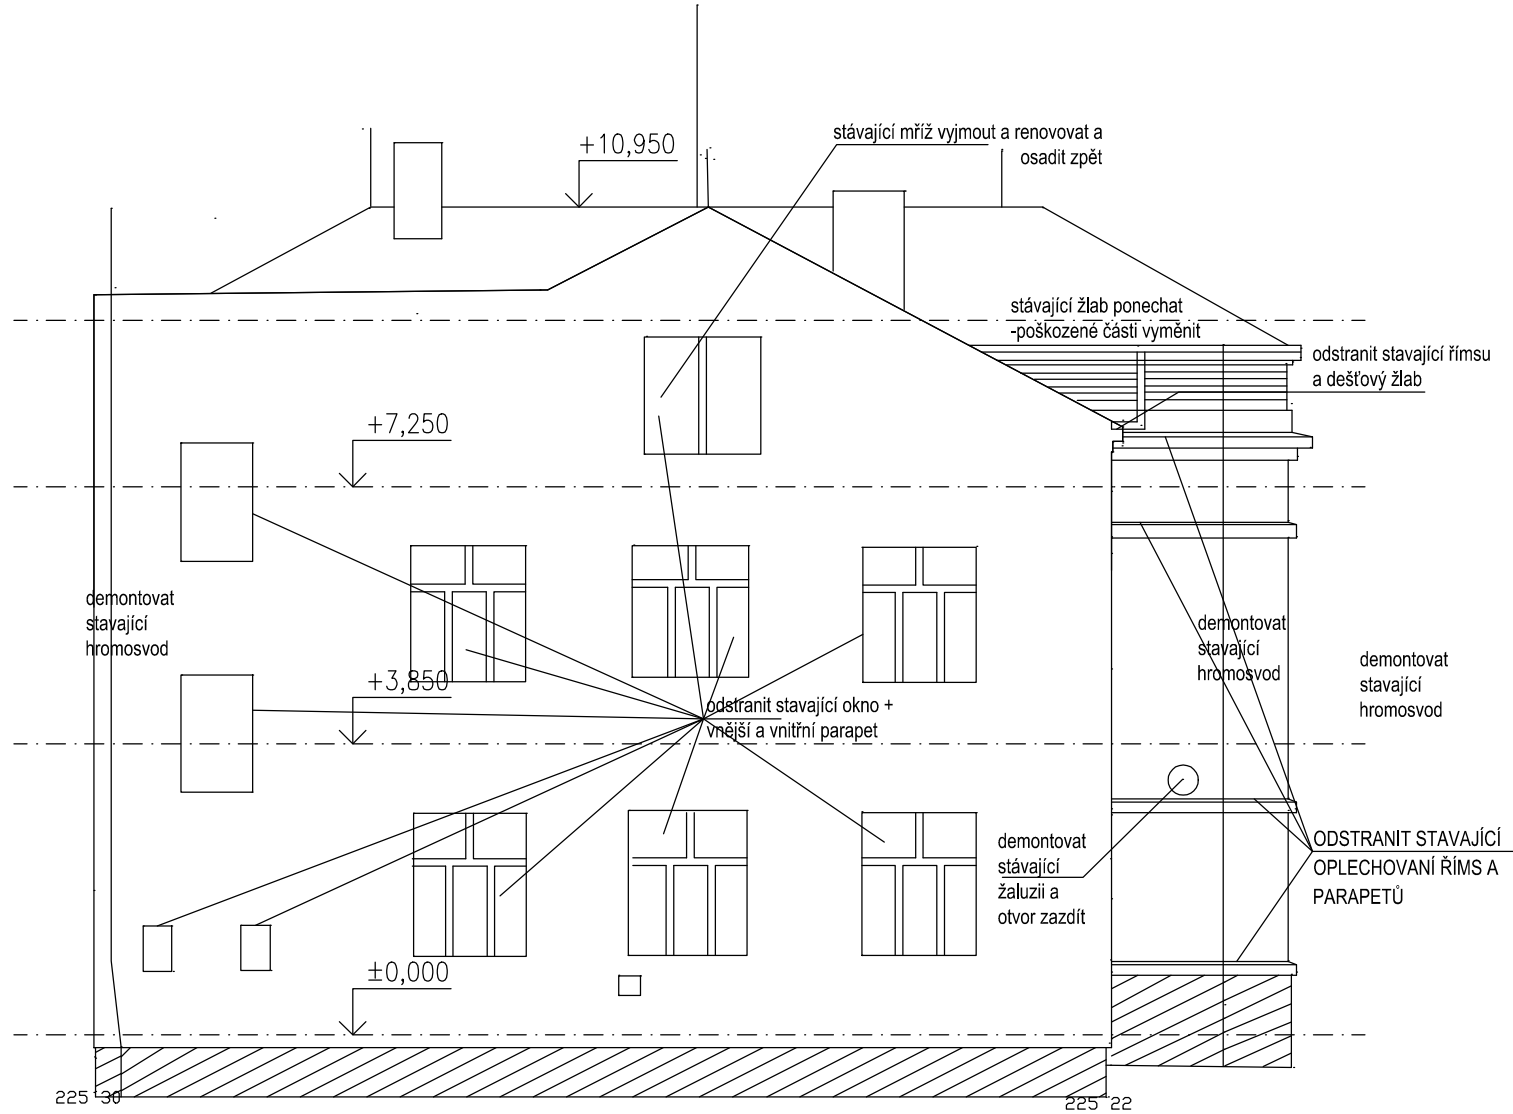 +10,950
stávající mříž vyjmout a renovovat a
osadit zpět
stávající žlab ponechat
-poškozené části vyměnit
odstranit stavající římsu
a dešťový žlab
+7,250
demontovat
stavající
hromosvod
demontovat
stavající
hromosvod
demontovat
stavající
hromosvod
+3,850
odstranit stavající okno +
vnější a vnitřní parapet
demontovat
stávající
žaluzii a
otvor zazdít
ODSTRANIT STAVAJÍCÍ
OPLECHOVANÍ ŘÍMS A
PARAPETŮ
±0,000
225 30
225 22